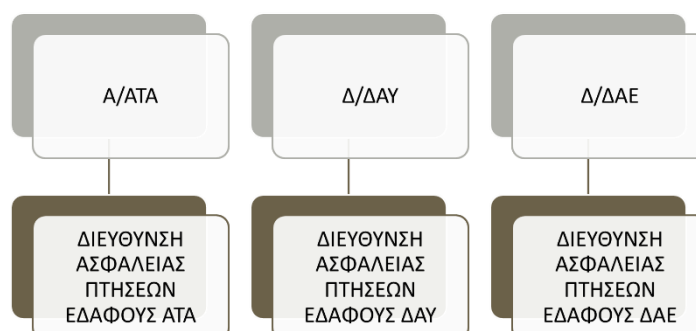 Α/ΑΤΑ
Δ/ΔΑΥ
Δ/ΔΑΕ
ΔΙΕΥΘΥΝΣΗ
ΑΣΦΑΛΕΙΑΣ
ΠΤΗΣΕΩΝ
ΕΔΑΦΟΥΣ ΑΤΑ
ΔΙΕΥΘΥΝΣΗ
ΑΣΦΑΛΕΙΑΣ
ΠΤΗΣΕΩΝ
ΕΔΑΦΟΥΣ ΔΑΥ
ΔΙΕΥΘΥΝΣΗ
ΑΣΦΑΛΕΙΑΣ
ΠΤΗΣΕΩΝ
ΕΔΑΦΟΥΣ ΔΑΕ